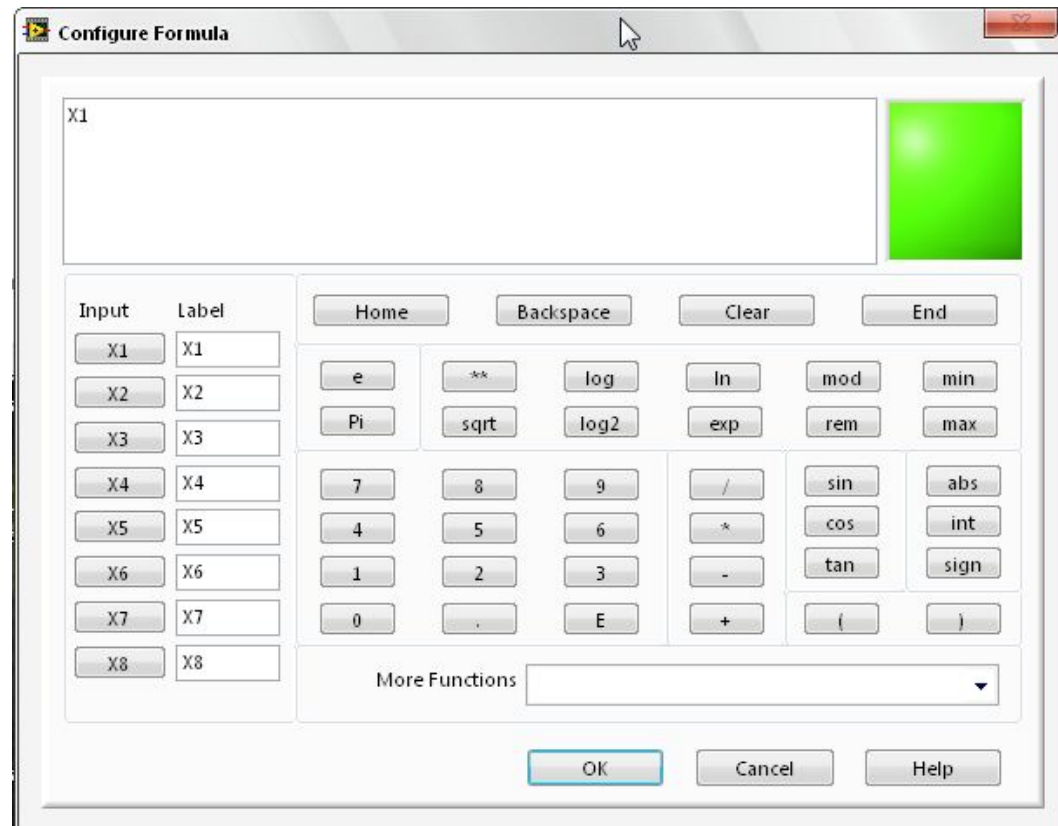 Configure Formula
X1
Input Label
X1 X1
X2 X2
X3 X3
X4 X4
X5 X5
X6 X6
X7 X7
X8 X8
Home Backspace Clear End
e ** log ln mod min
Pi sqrt log2 exp rem max
7 8 9 / sin abs
4 5 6 * cos int
1 2 3 - tan sign
0 . E + ( )
More Functions
OK Cancel Help